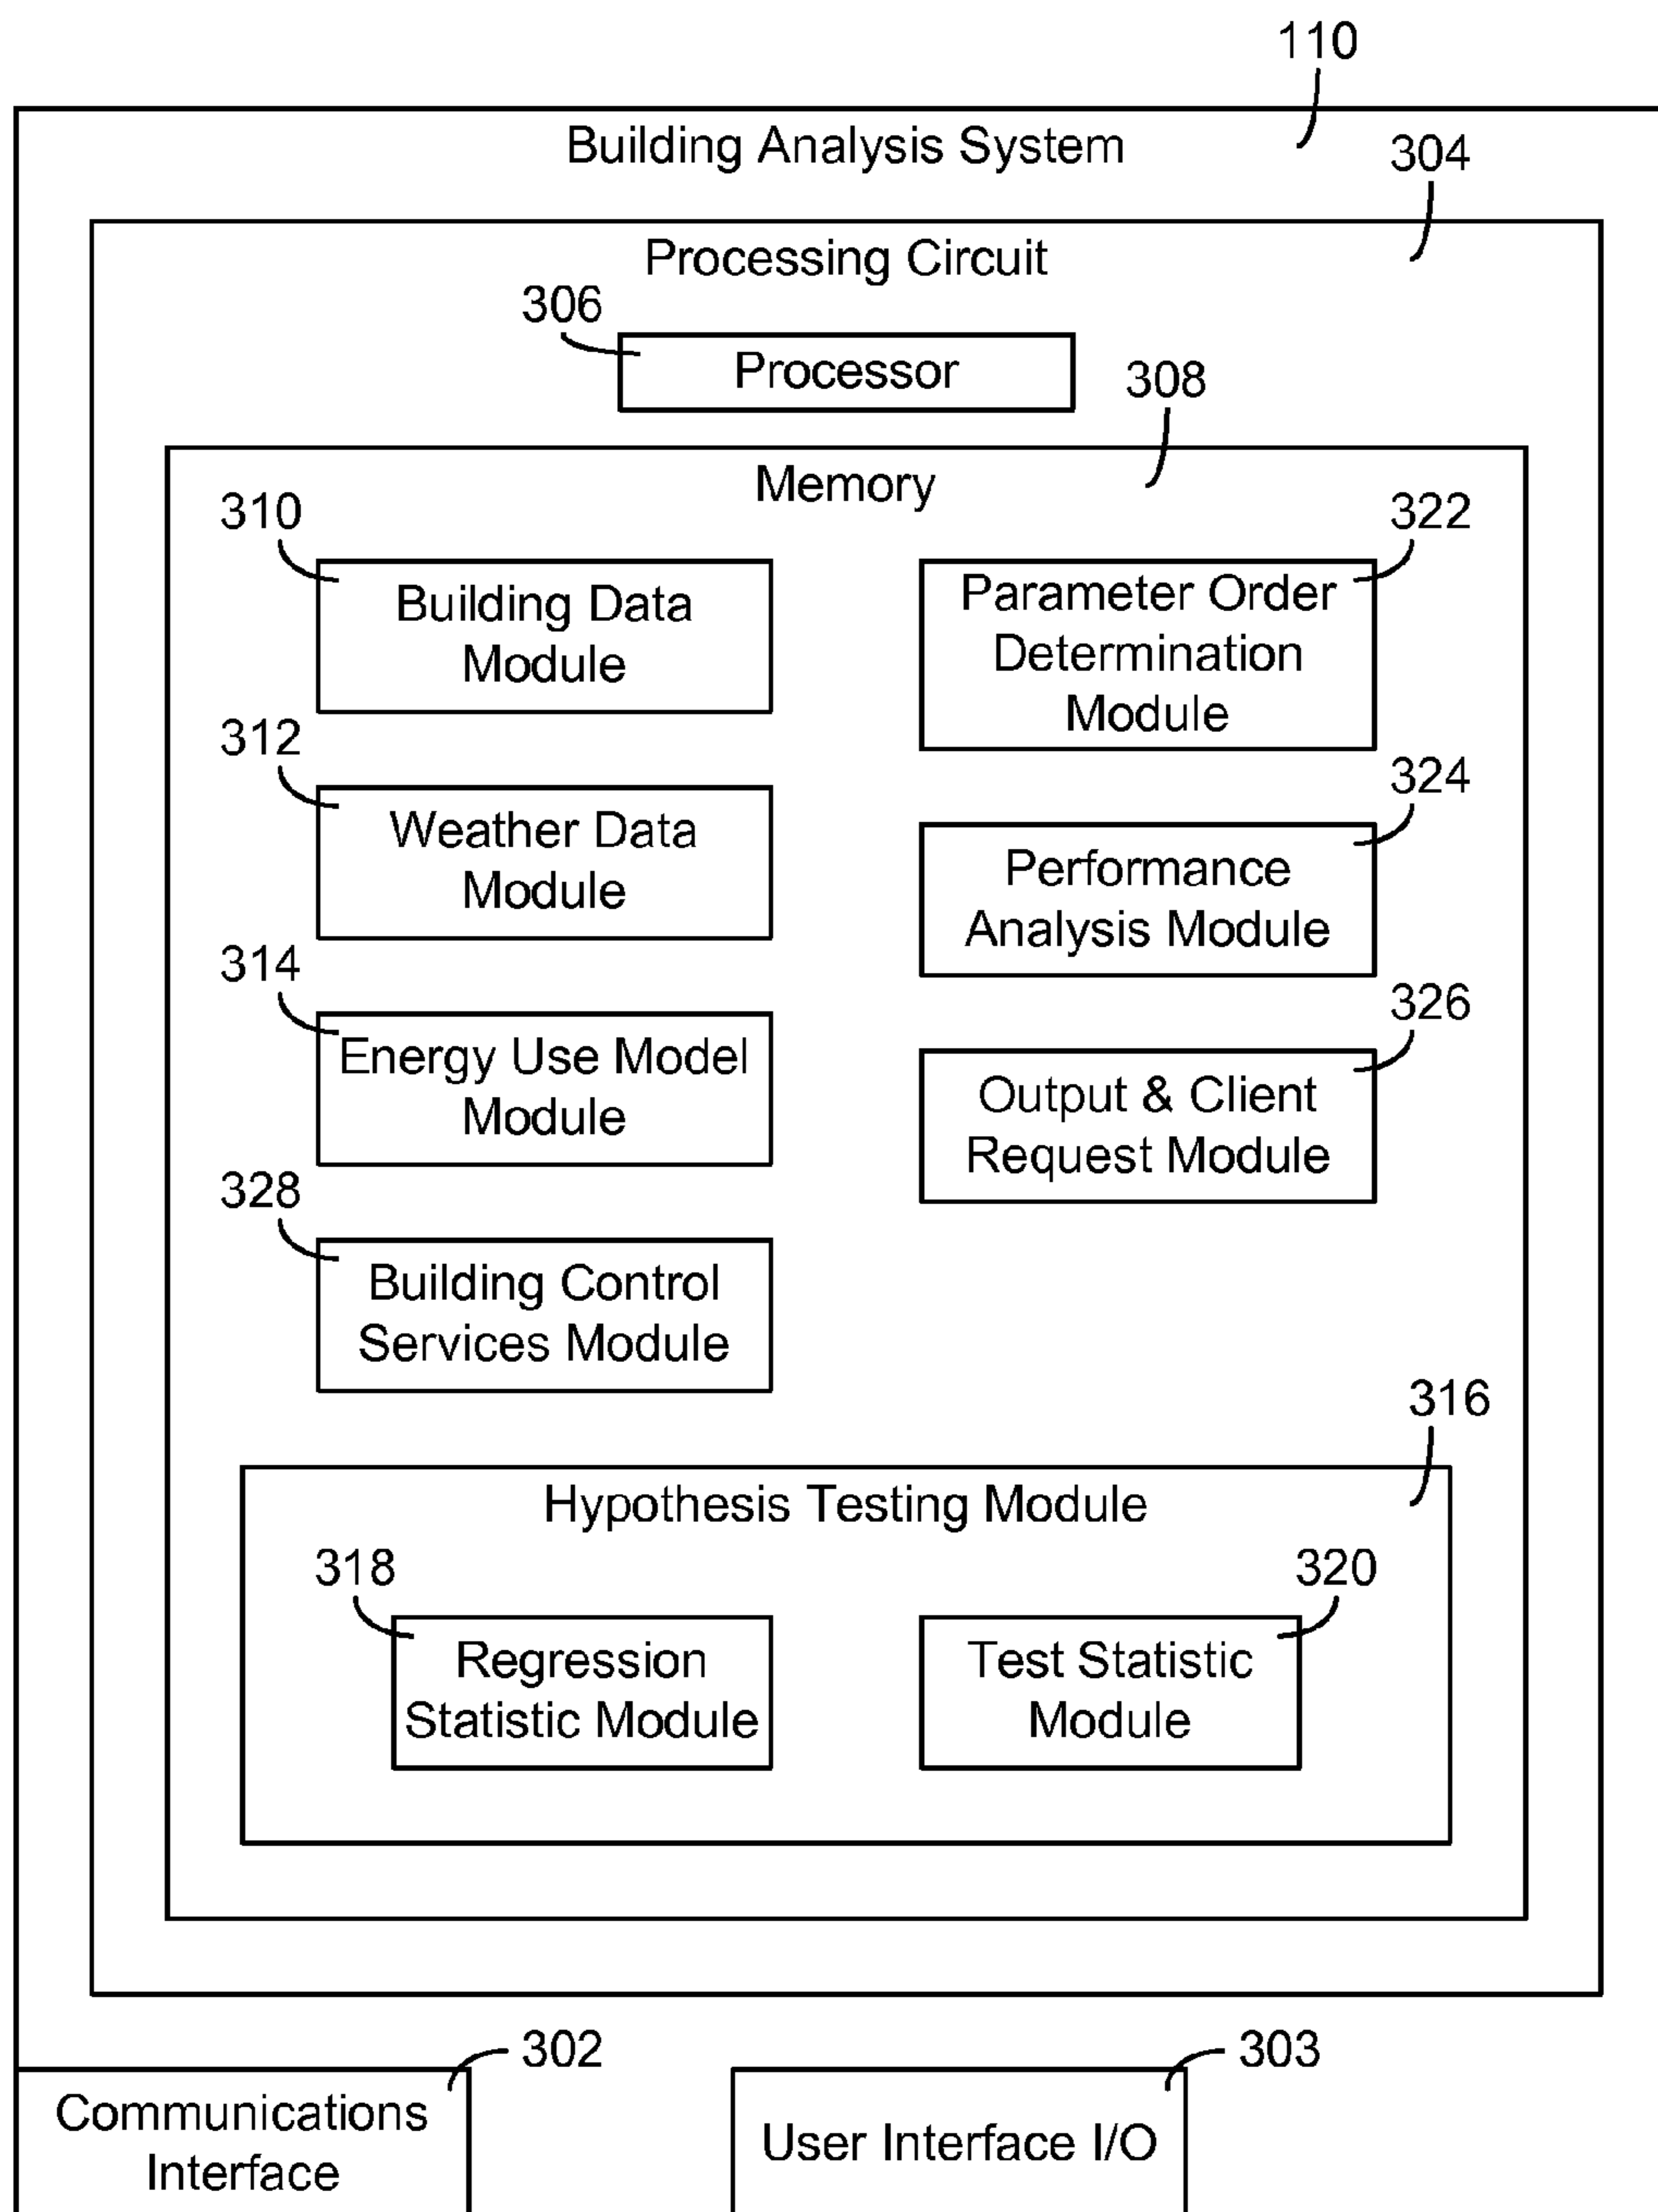 110
Building Analysis System
304
Processing Circuit
306
Processor
308
Memory
310
Building Data
Module
322
Parameter Order
Determination
Module
312
Weather Data
Module
324
Performance
Analysis Module
314
Energy Use Model
Module
326
Output & Client
Request Module
328
Building Control
Services Module
316
Hypothesis Testing Module
318
Regression
Statistic Module
320
Test Statistic
Module
302
Communications
Interface
303
User Interface I/O